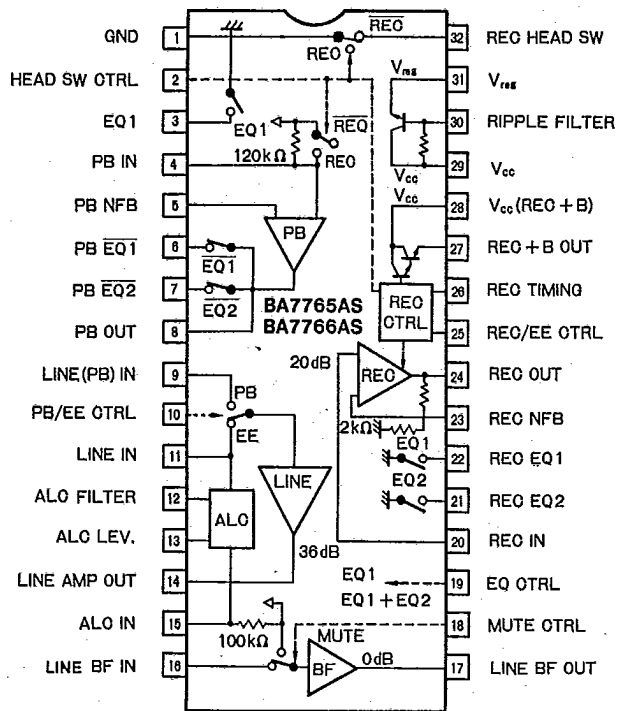 GND 1
HEAD SW CTRL 2
EQ1 3
PB IN 4
PB NFB 5
PB EQ1 6
PB EQ2 7
PB OUT 8
LINE(PB) IN 9
PB/EE CTRL 10
LINE IN 11
ALC FILTER 12
ALC LEV. 13
LINE AMP OUT 14
ALC IN 15
LINE BF IN 16
REC
REC
EQ1
120kΩ
REC
REC
PB
EQ1
EQ2
BA7765AS
BA7766AS
PB
EE
ALC
LINE
36dB
100kΩ
MUTE
BF
0dB
Vreg
Vcc
Vcc
REC
CTRL
20dB
REC
2kΩ
EQ1
EQ2
EQ1
EQ1+EQ2
32 REC HEAD SW
31 Vreg
30 RIPPLE FILTER
29 Vcc
28 Vcc(REC+B)
27 REC+B OUT
26 REC TIMING
25 REC/EE CTRL
24 REC OUT
23 REC NFB
22 REC EQ1
21 REC EQ2
20 REC IN
19 EQ CTRL
18 MUTE CTRL
17 LINE BF OUT